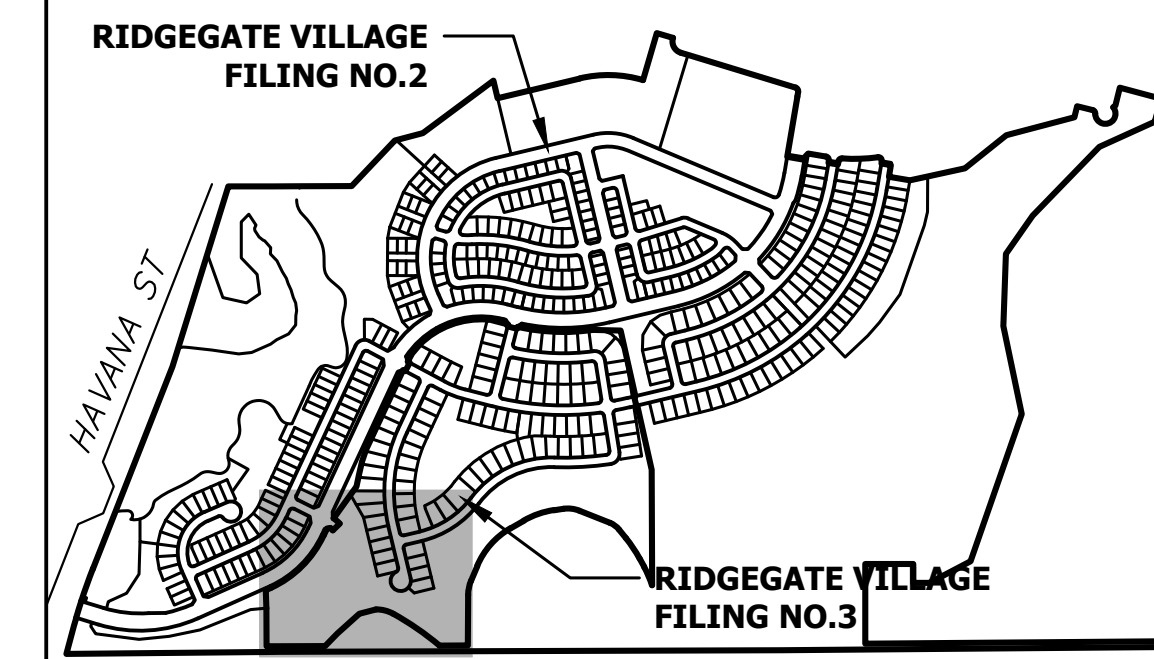 RIDGEGATE VILLAGE
FILING NO.2
HAVANA ST
RIDGEGATE VILLAGE
FILING NO.3